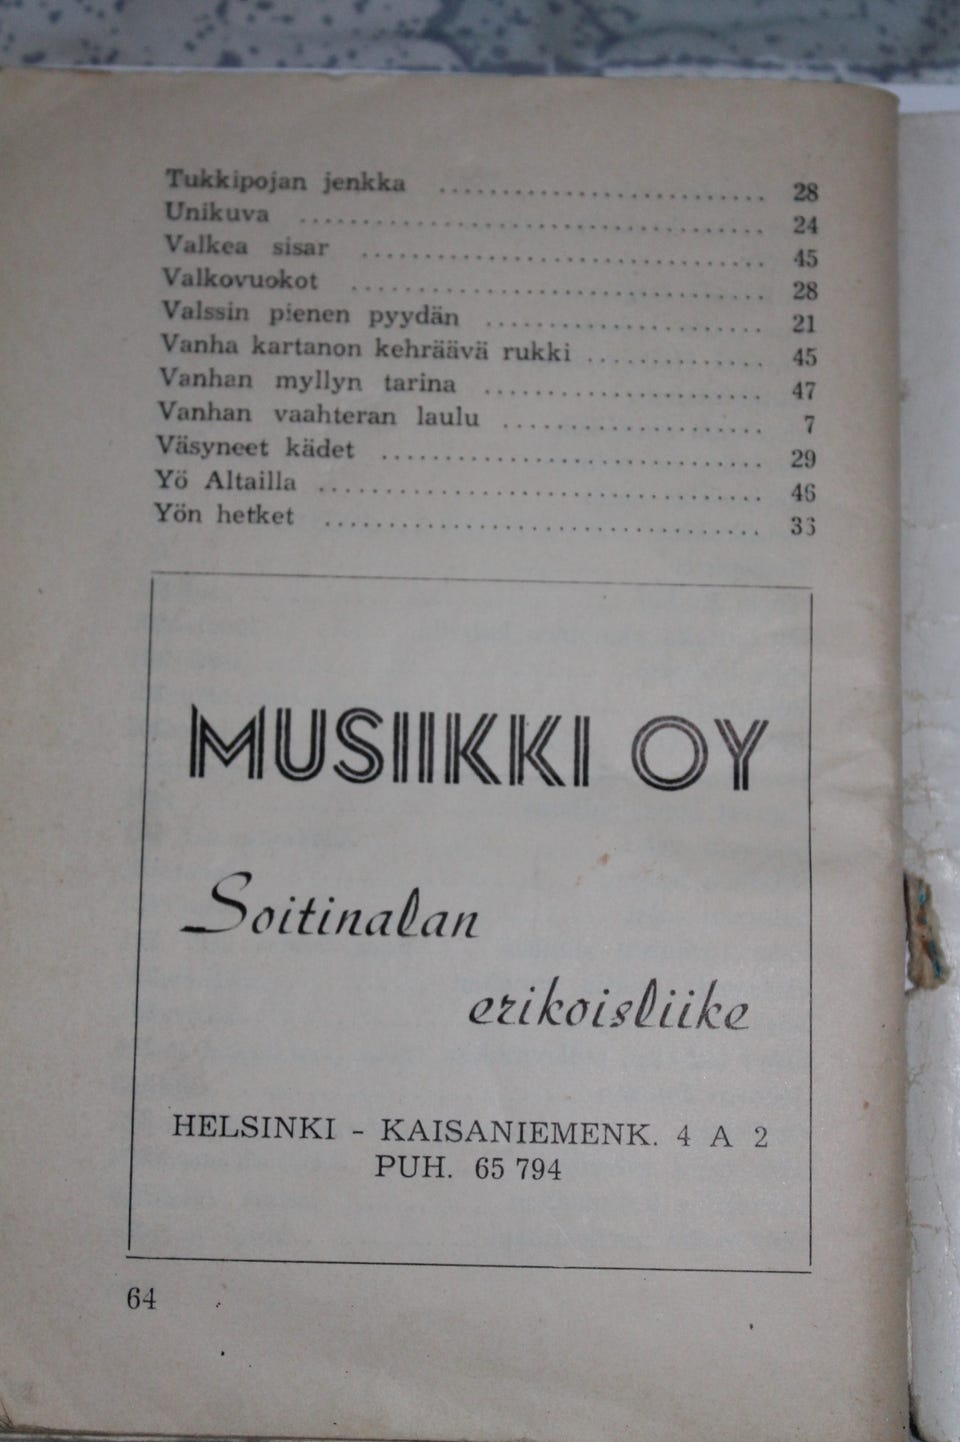 Tukkipojan jenkka ........................ 28
Unikuva .................................. 24
Valkea sisar ............................. 45
Valkovuokot .............................. 28
Valssin pienen pyydän .................... 21
Vanha kartanon kehräävä rukki ............ 45
Vanhan myllyn tarina ..................... 47
Vanhan vaahteran laulu ................... 7
Väsyneet kädet ........................... 29
Yö Altailla .............................. 46
Yön hetket ............................... 33
MUSIIKKI OY
Soitinalan
erikoisliike
HELSINKI - KAISANIEMENK. 4 A 2
PUH. 65 794
64